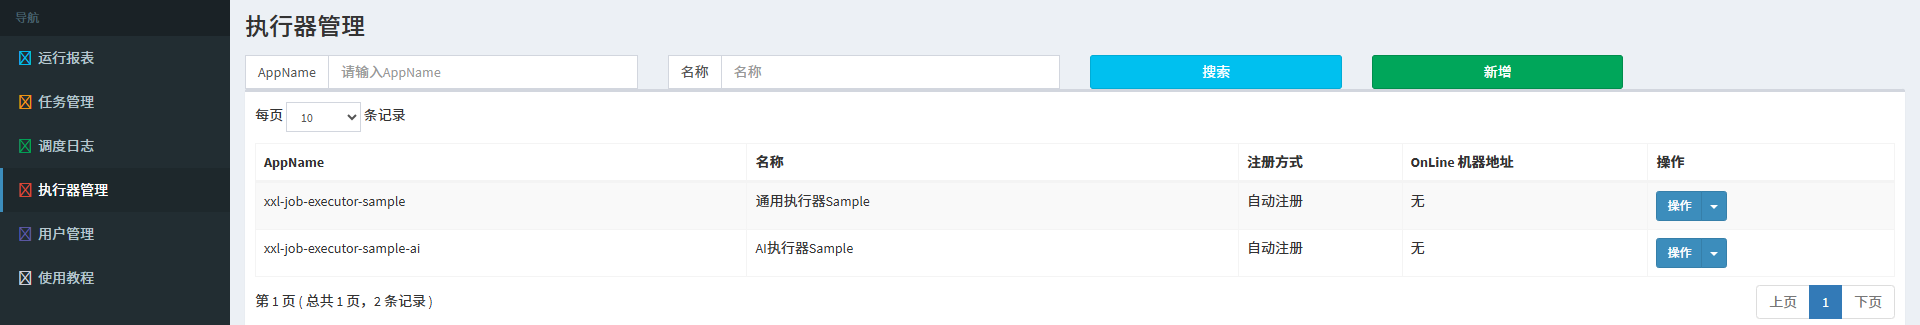 导航
运行报表
任务管理
调度日志
执行器管理
用户管理
使用教程
执行器管理
AppName 请输入AppName 名称 名称 搜索 新增
每页 10 条记录
AppName 名称 注册方式 OnLine 机器地址 操作
xxl-job-executor-sample 通用执行器Sample 自动注册 无 操作
xxl-job-executor-sample-ai AI执行器Sample 自动注册 无 操作
第 1 页 ( 总共 1 页，2 条记录 ) 上页 1 下页